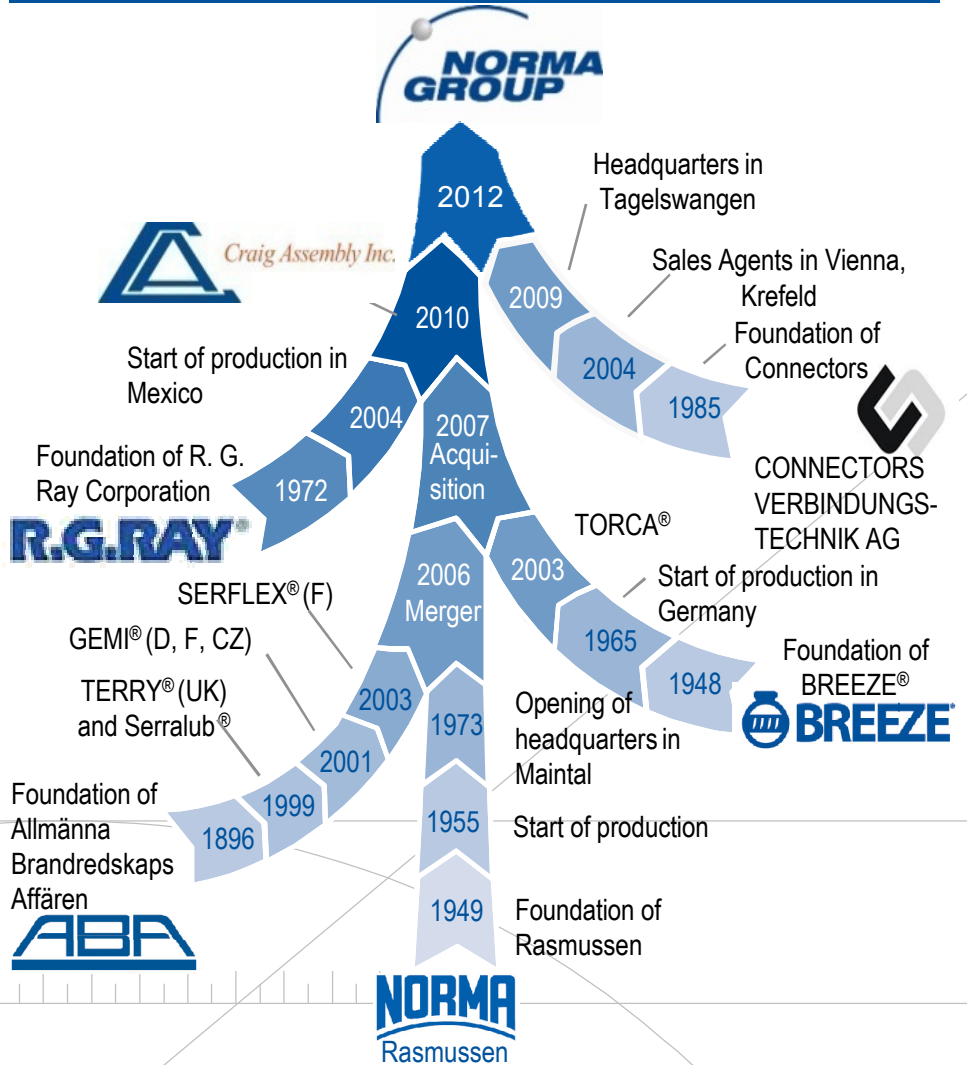 NORMA
GROUP
2012
Headquarters in
Tagelswangen
Craig Assembly Inc.
2009
Sales Agents in Vienna,
Krefeld
2010
Foundation of
Connectors
2004
1985
Start of production in
Mexico
2004
2007
Acqui-
sition
Foundation of R. G.
Ray Corporation
1972
R.G.RAY®
CONNECTORS
VERBINDUNGS-
TECHNIK AG
TORCA®
2003
Start of production in
Germany
1965
1948
Foundation of
BREEZE®
BREEZE
2006
Merger
SERFLEX® (F)
GEMI® (D, F, CZ)
TERRY® (UK)
and Serralub®
2003
2001
1999
1896
Foundation of
Allmänna
Brandredskaps
Affären
ABA
1973
Opening of
headquarters in
Maintal
1955
Start of production
1949
Foundation of
Rasmussen
NORMA
Rasmussen